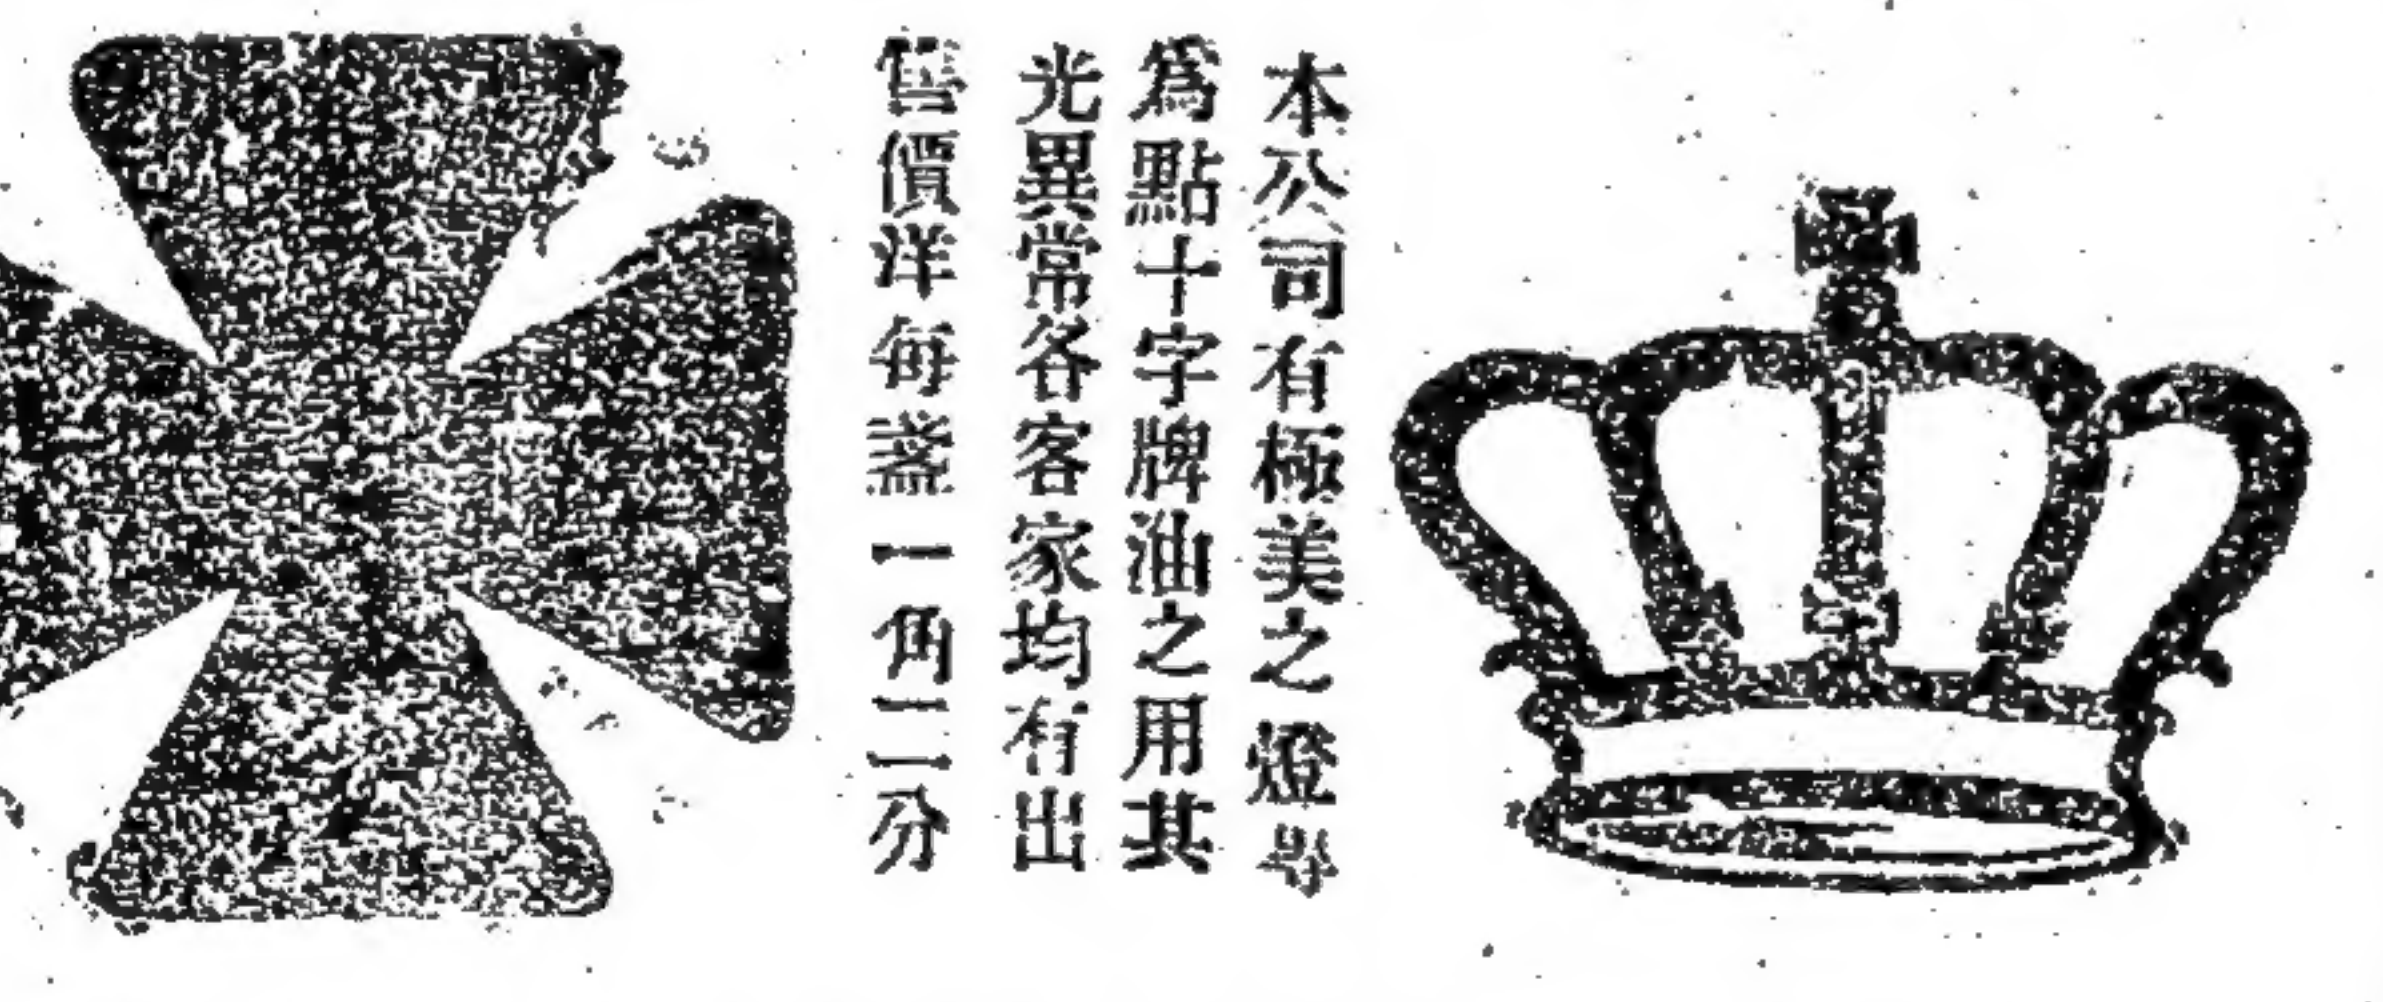 本公司有極美之燈專
爲點十字牌油之用其
光異常各客家均有出
售價洋每盞一角二分